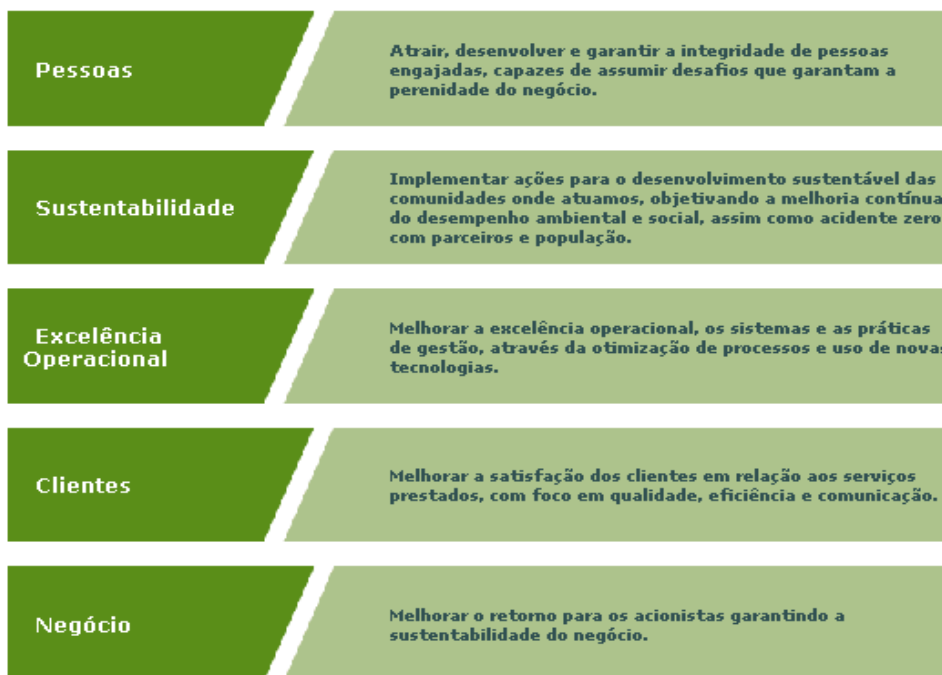 Pessoas
Atrair, desenvolver e garantir a integridade de pessoas
engajadas, capazes de assumir desafios que garantam a
perenidade do negócio.
Sustentabilidade
Implementar ações para o desenvolvimento sustentável das
comunidades onde atuamos, objetivando a melhoria contínua
do desempenho ambiental e social, assim como acidente zero
com parceiros e população.
Excelência
Operacional
Melhorar a excelência operacional, os sistemas e as práticas
de gestão, através da otimização de processos e uso de novas
tecnologias.
Clientes
Melhorar a satisfação dos clientes em relação aos serviços
prestados, com foco em qualidade, eficiência e comunicação.
Negócio
Melhorar o retorno para os acionistas garantindo a
sustentabilidade do negócio.